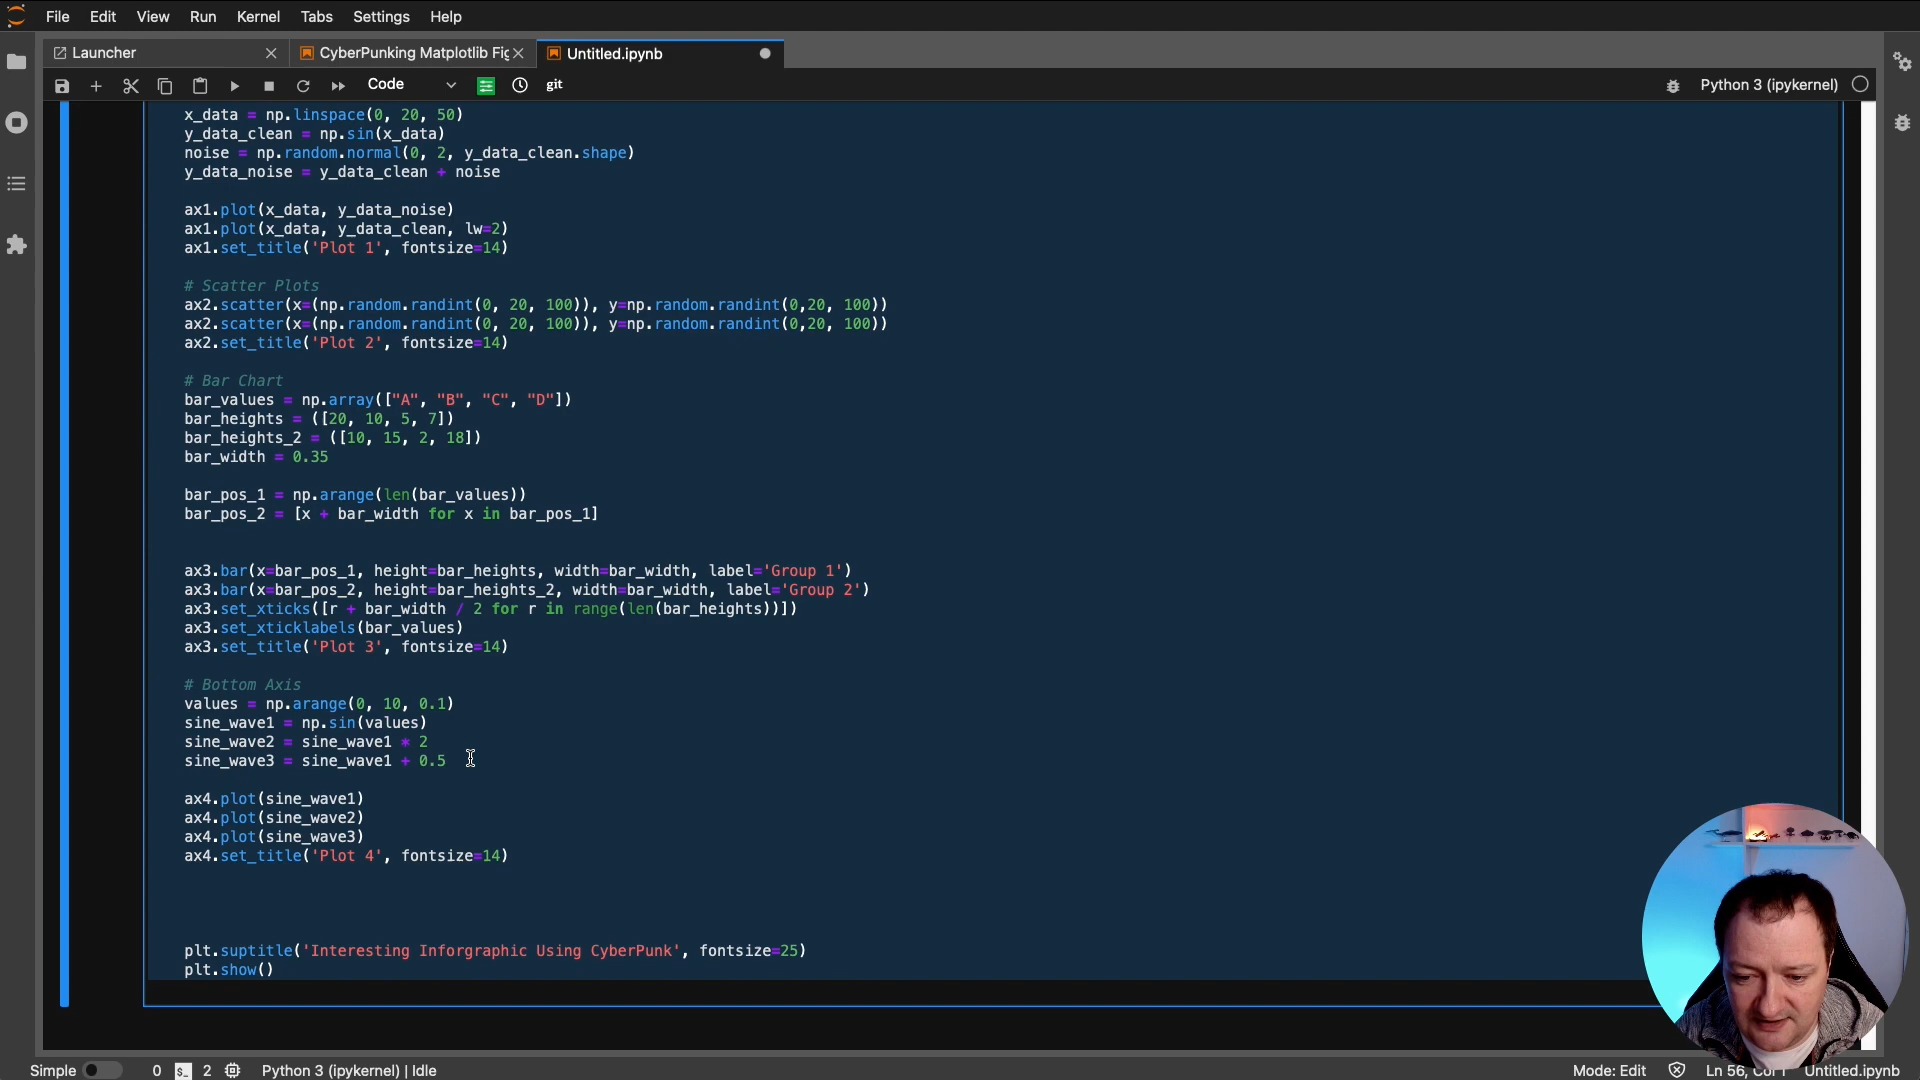 File Edit View Run Kernel Tabs Settings Help
Launcher CyberPunking Matplotlib Fig Untitled.ipynb
Code git Python 3 (ipykernel)
x_data = np.linspace(0, 20, 50)
y_data_clean = np.sin(x_data)
noise = np.random.normal(0, 2, y_data_clean.shape)
y_data_noise = y_data_clean + noise
ax1.plot(x_data, y_data_noise)
ax1.plot(x_data, y_data_clean, lw=2)
ax1.set_title('Plot 1', fontsize=14)
# Scatter Plots
ax2.scatter(x=(np.random.randint(0, 20, 100)), y=np.random.randint(0,20, 100))
ax2.scatter(x=(np.random.randint(0, 20, 100)), y=np.random.randint(0,20, 100))
ax2.set_title('Plot 2', fontsize=14)
# Bar Chart
bar_values = np.array(["A", "B", "C", "D"])
bar_heights = ([20, 10, 5, 7])
bar_heights_2 = ([10, 15, 2, 18])
bar_width = 0.35
bar_pos_1 = np.arange(len(bar_values))
bar_pos_2 = [x + bar_width for x in bar_pos_1]
ax3.bar(x=bar_pos_1, height=bar_heights, width=bar_width, label='Group 1')
ax3.bar(x=bar_pos_2, height=bar_heights_2, width=bar_width, label='Group 2')
ax3.set_xticks([r + bar_width / 2 for r in range(len(bar_heights))])
ax3.set_xticklabels(bar_values)
ax3.set_title('Plot 3', fontsize=14)
# Bottom Axis
values = np.arange(0, 10, 0.1)
sine_wave1 = np.sin(values)
sine_wave2 = sine_wave1 * 2
sine_wave3 = sine_wave1 + 0.5
ax4.plot(sine_wave1)
ax4.plot(sine_wave2)
ax4.plot(sine_wave3)
ax4.set_title('Plot 4', fontsize=14)
plt.suptitle('Interesting Inforgraphic Using CyberPunk', fontsize=25)
plt.show()
Simple 0 $_ 2 Python 3 (ipykernel) | Idle Mode: Edit Ln 56, Untitled.ipynb